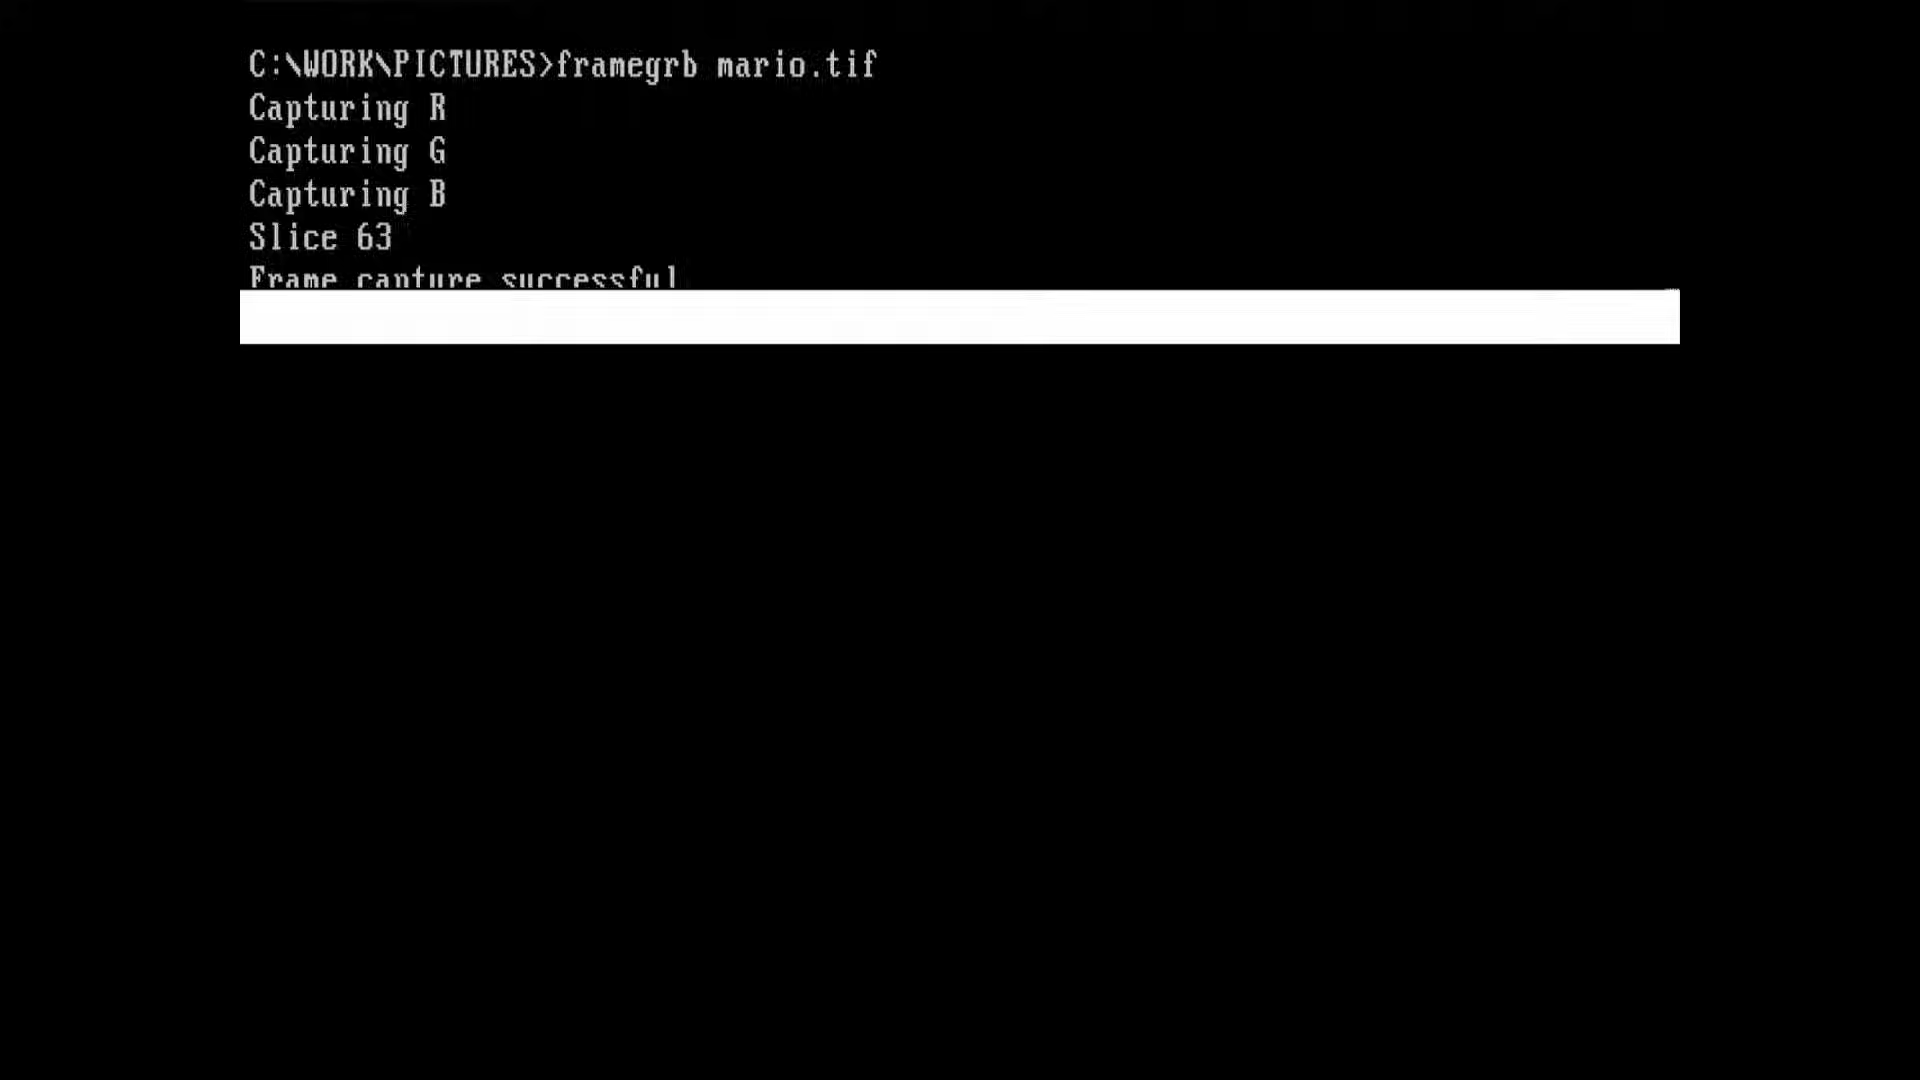 C:\WORK\PICTURES>framegrb mario.tif
Capturing R
Capturing G
Capturing B
Slice 63
Frame capture successful